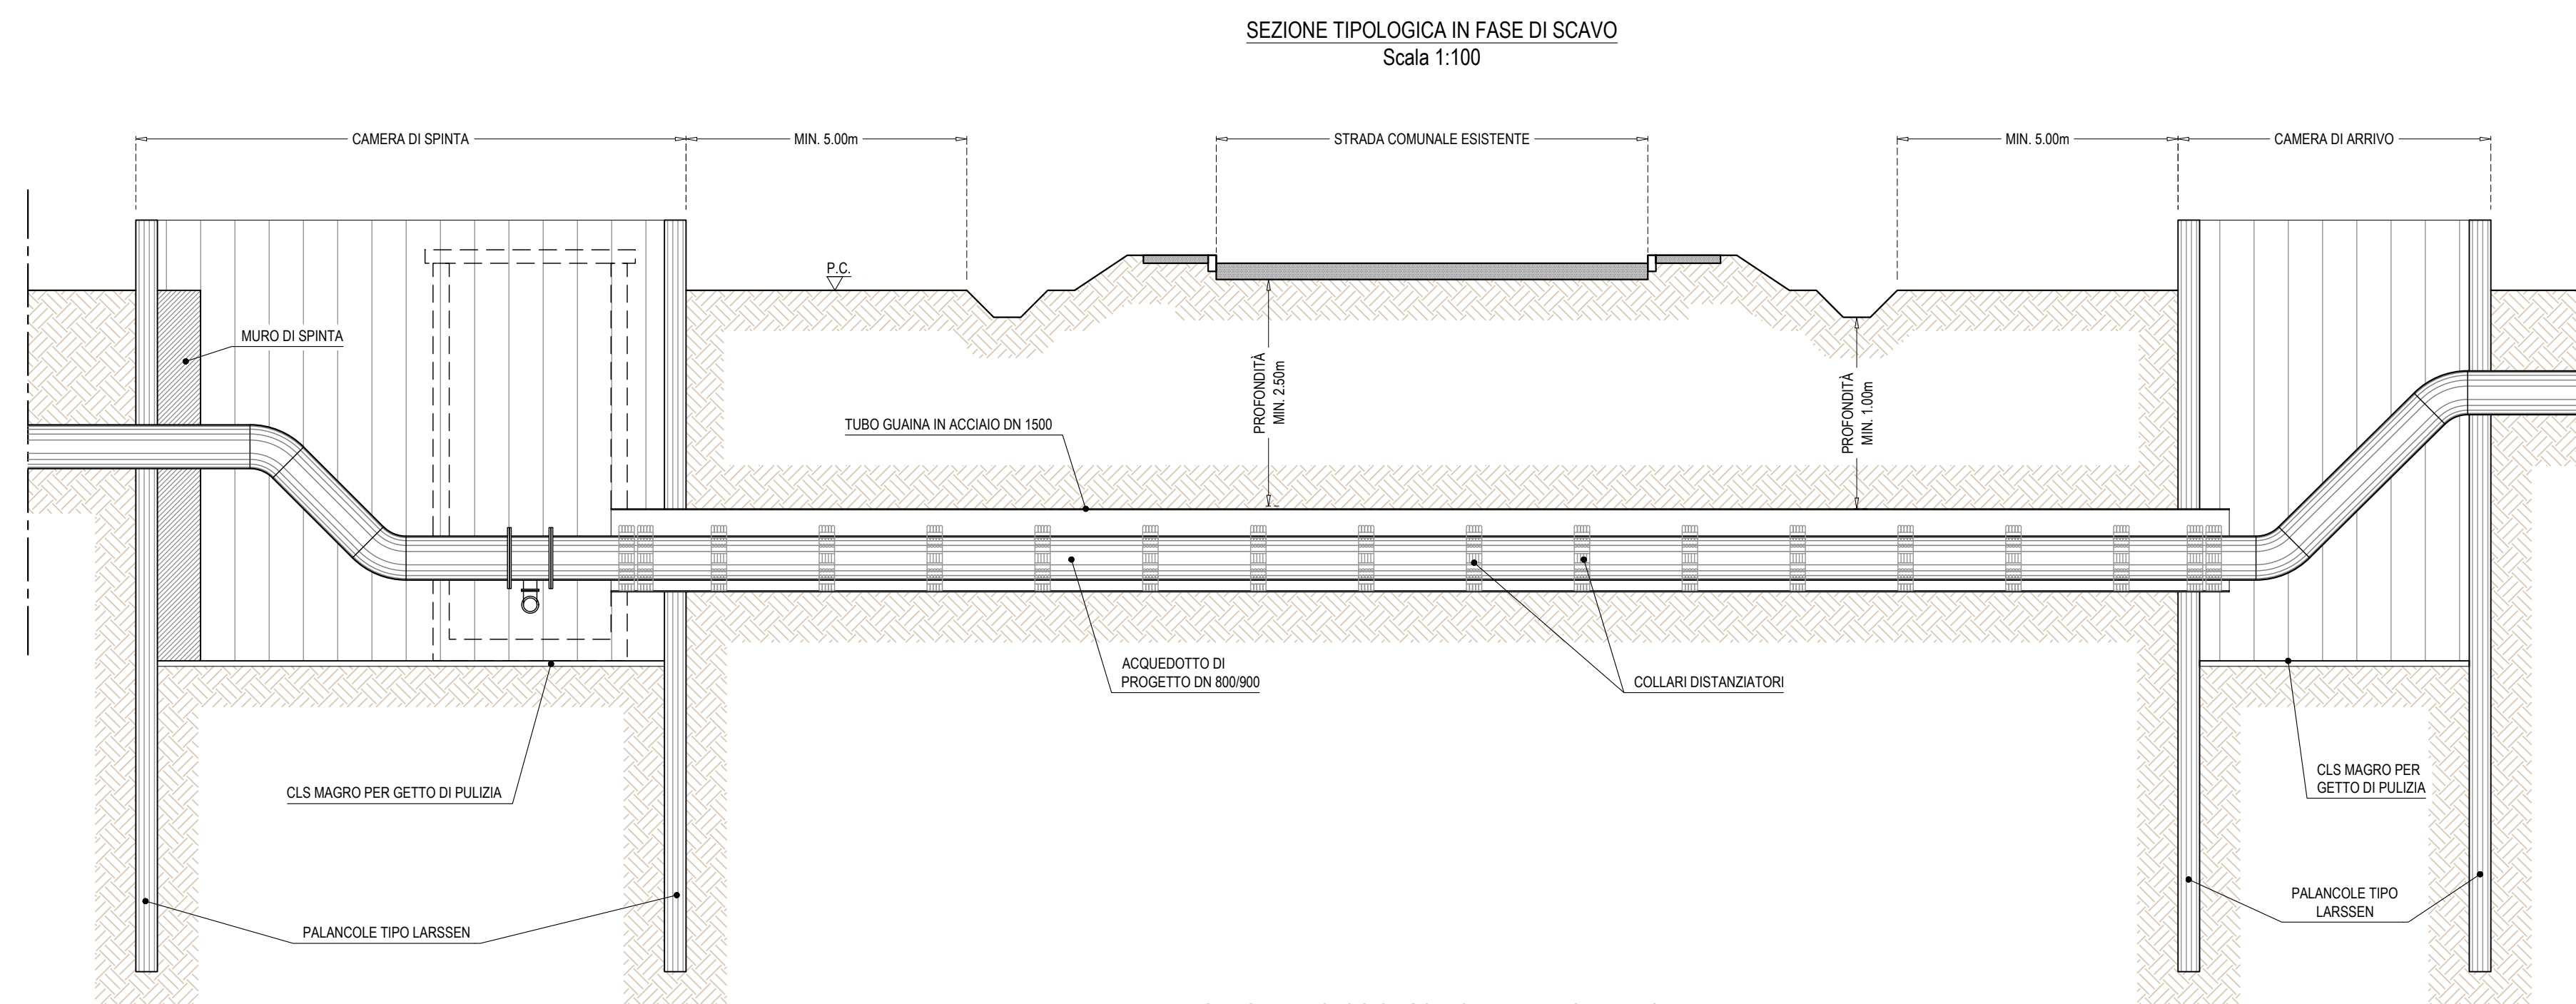 SEZIONE TIPOLOGICA IN FASE DI SCAVO
Scala 1:100
CAMERA DI SPINTA
MIN. 5.00m
STRADA COMUNALE ESISTENTE
MIN. 5.00m
CAMERA DI ARRIVO
P.C.
MURO DI SPINTA
PROFONDITÀ
MIN. 2.50m
PROFONDITÀ
MIN. 1.00m
TUBO GUAINA IN ACCIAIO DN 1500
ACQUEDOTTO DI
PROGETTO DN 800/900
COLLARI DISTANZIATORI
CLS MAGRO PER GETTO DI PULIZIA
CLS MAGRO PER
GETTO DI PULIZIA
PALANCOLE TIPO LARSSEN
PALANCOLE TIPO
LARSSEN